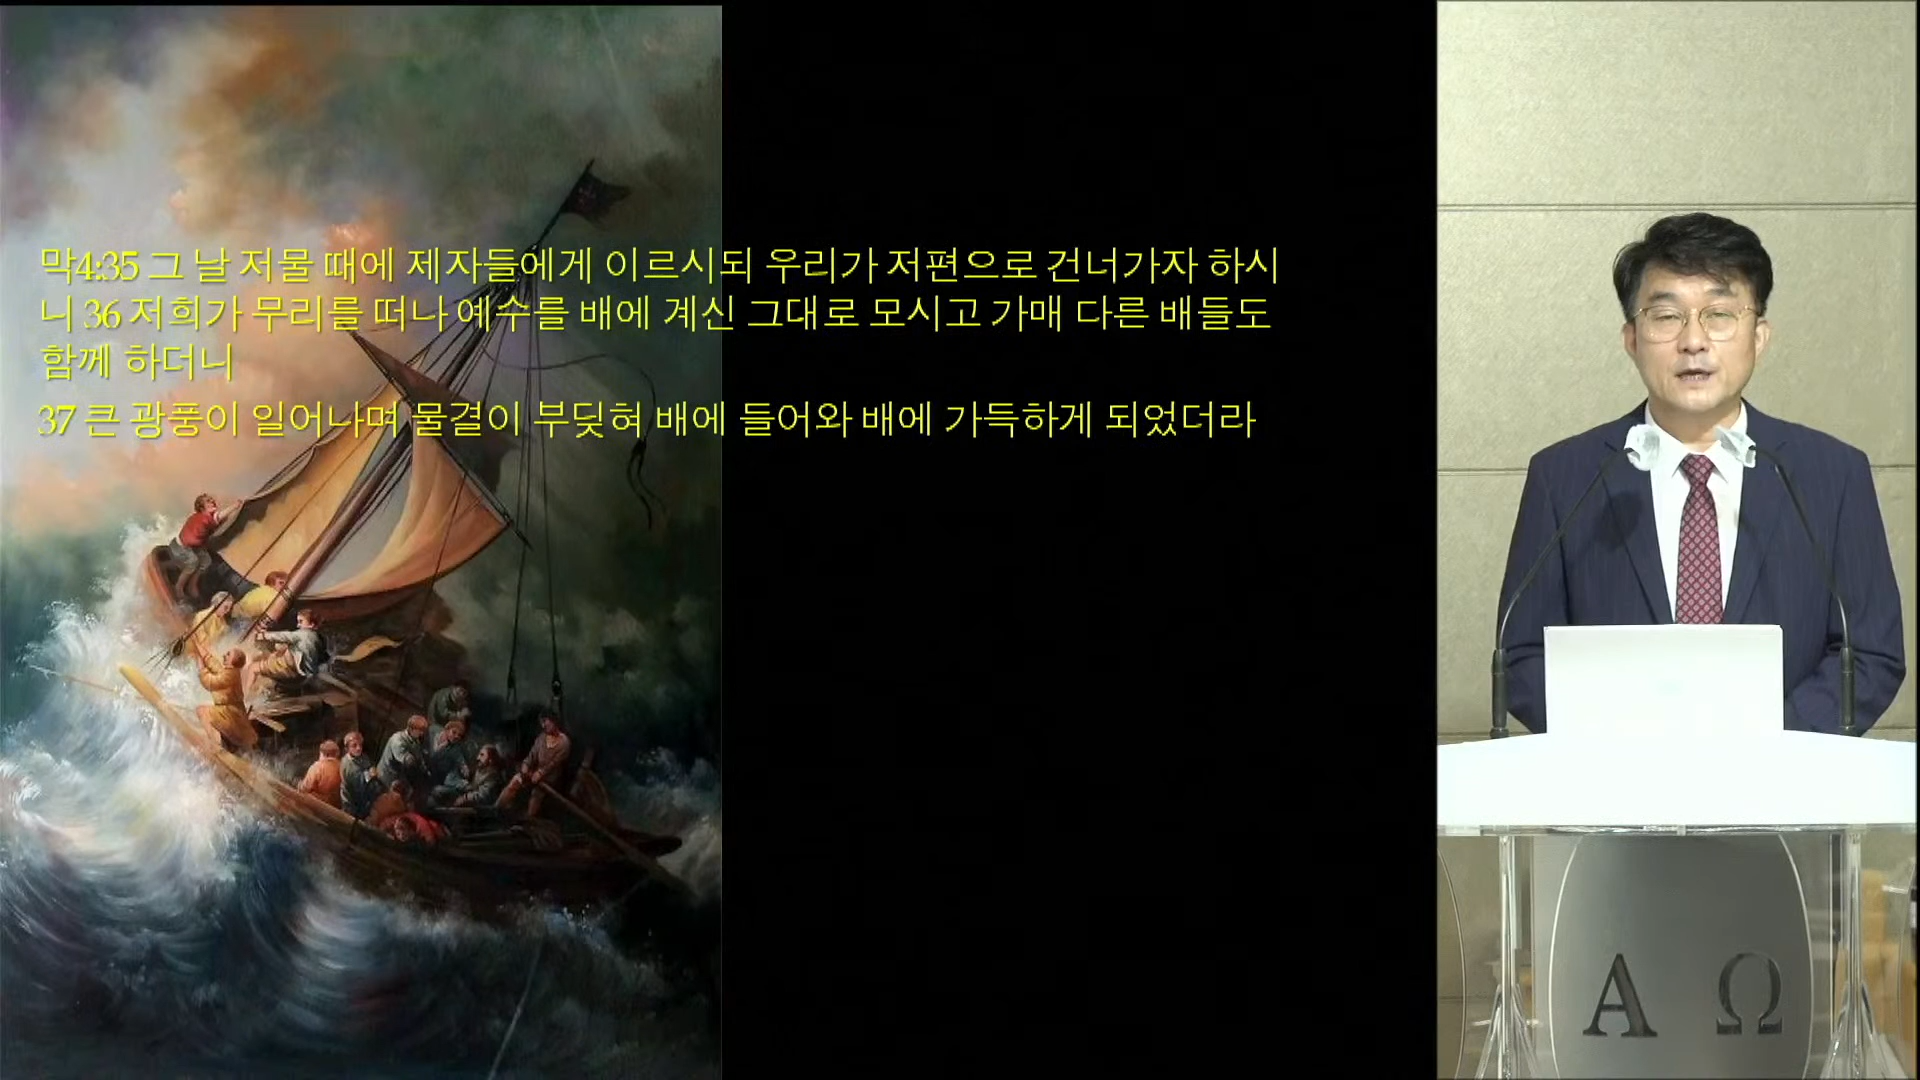 막4:35 그 날 저물 때에 제자들에게 이르시되 우리가 저편으로 건너가자 하시
니 36 저희가 무리를 떠나 예수를 배에 계신 그대로 모시고 가매 다른 배들도
함께 하더니
37 큰 광풍이 일어나며 물결이 부딪혀 배에 들어와 배에 가득하게 되었더라
Α Ω